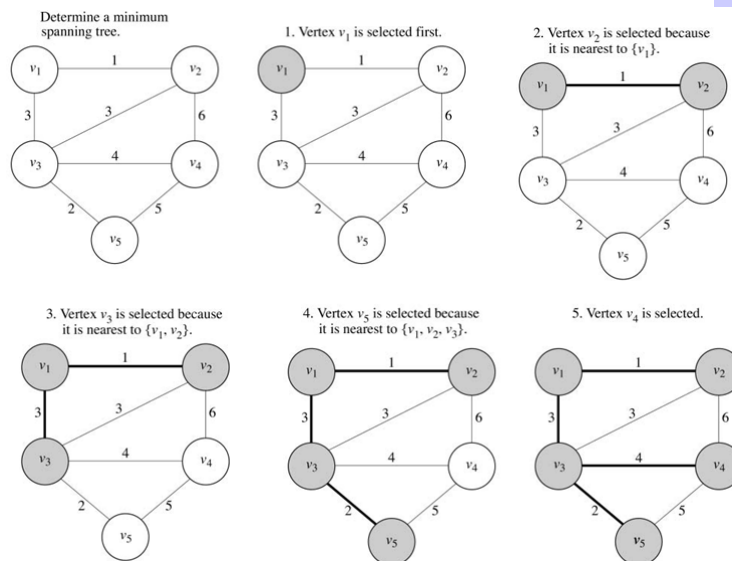 Determine a minimum
spanning tree.
v1 1 v2
3 3 6
v3 4 v4
2 5
v5
1. Vertex v1 is selected first.
v1 1 v2
3 3 6
v3 4 v4
2 5
v5
2. Vertex v2 is selected because
it is nearest to {v1}.
v1 1 v2
3 3 6
v3 4 v4
2 5
v5
3. Vertex v3 is selected because
it is nearest to {v1, v2}.
v1 1 v2
3 3 6
v3 4 v4
2 5
v5
4. Vertex v5 is selected because
it is nearest to {v1, v2, v3}.
v1 1 v2
3 3 6
v3 4 v4
2 5
v5
5. Vertex v4 is selected.
v1 1 v2
3 3 6
v3 4 v4
2 5
v5